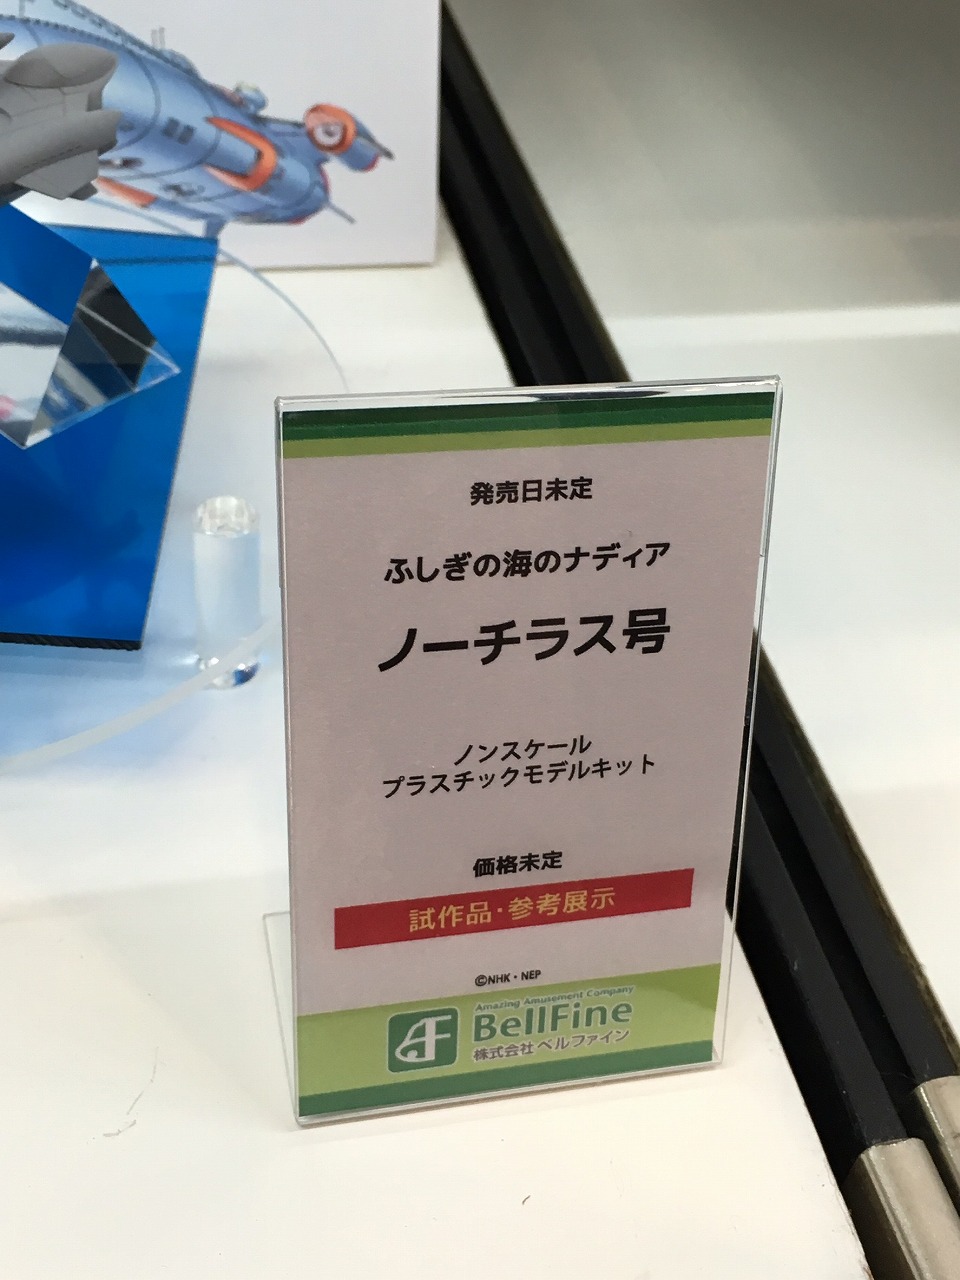 発売日未定
ふしぎの海のナディア
ノーチラス号
ノンスケール
プラスチックモデルキット
価格未定
試作品・参考展示
©NHK・NEP
Amazing Amusement Company
BellFine
株式会社 ベルファイン